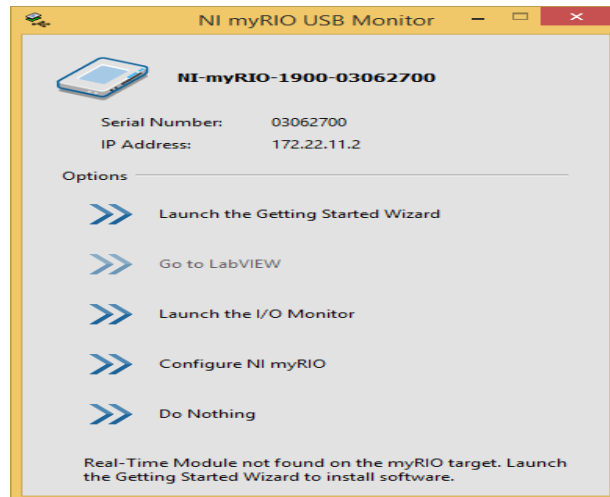 NI myRIO USB Monitor
NI-myRIO-1900-03062700
Serial Number: 03062700
IP Address: 172.22.11.2
Options
Launch the Getting Started Wizard
Go to LabVIEW
Launch the I/O Monitor
Configure NI myRIO
Do Nothing
Real-Time Module not found on the myRIO target. Launch
the Getting Started Wizard to install software.